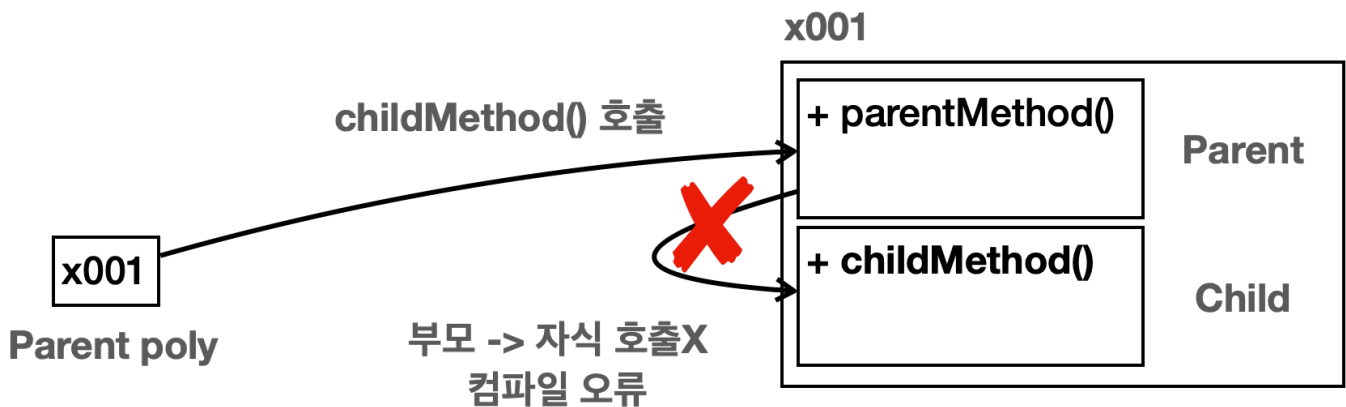 x001
childMethod() 호출
+ parentMethod()
Parent
x001
+ childMethod()
Child
Parent poly
부모 -> 자식 호출X
컴파일 오류